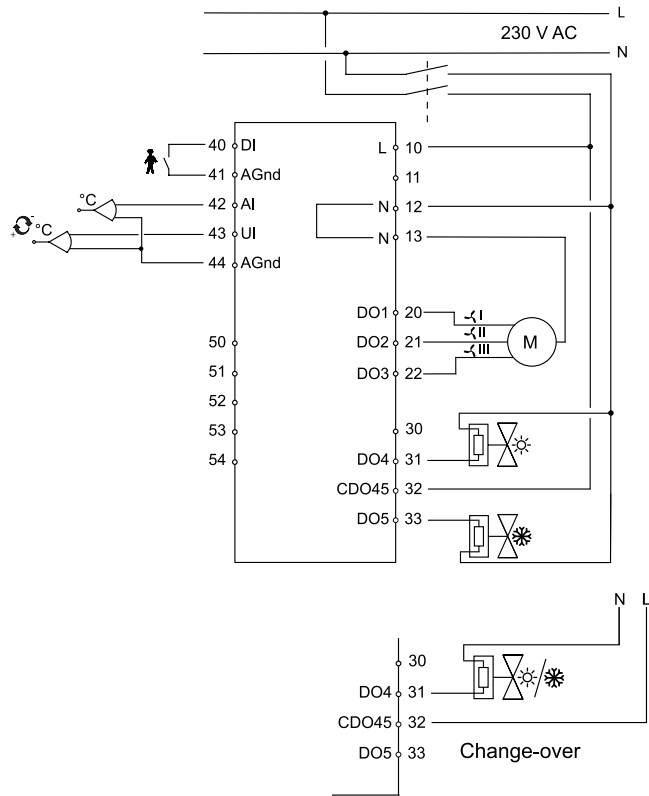 L
230 V AC
N
40 DI
L 10
41 AGnd
11
°C
42 AI
N 12
°C
43 UI
N 13
44 AGnd
DO1 20 I
50
DO2 21 II
M
51
DO3 22 III
52
53
30
54
DO4 31
CDO45 32
DO5 33
N L
30
DO4 31
CDO45 32
DO5 33
Change-over